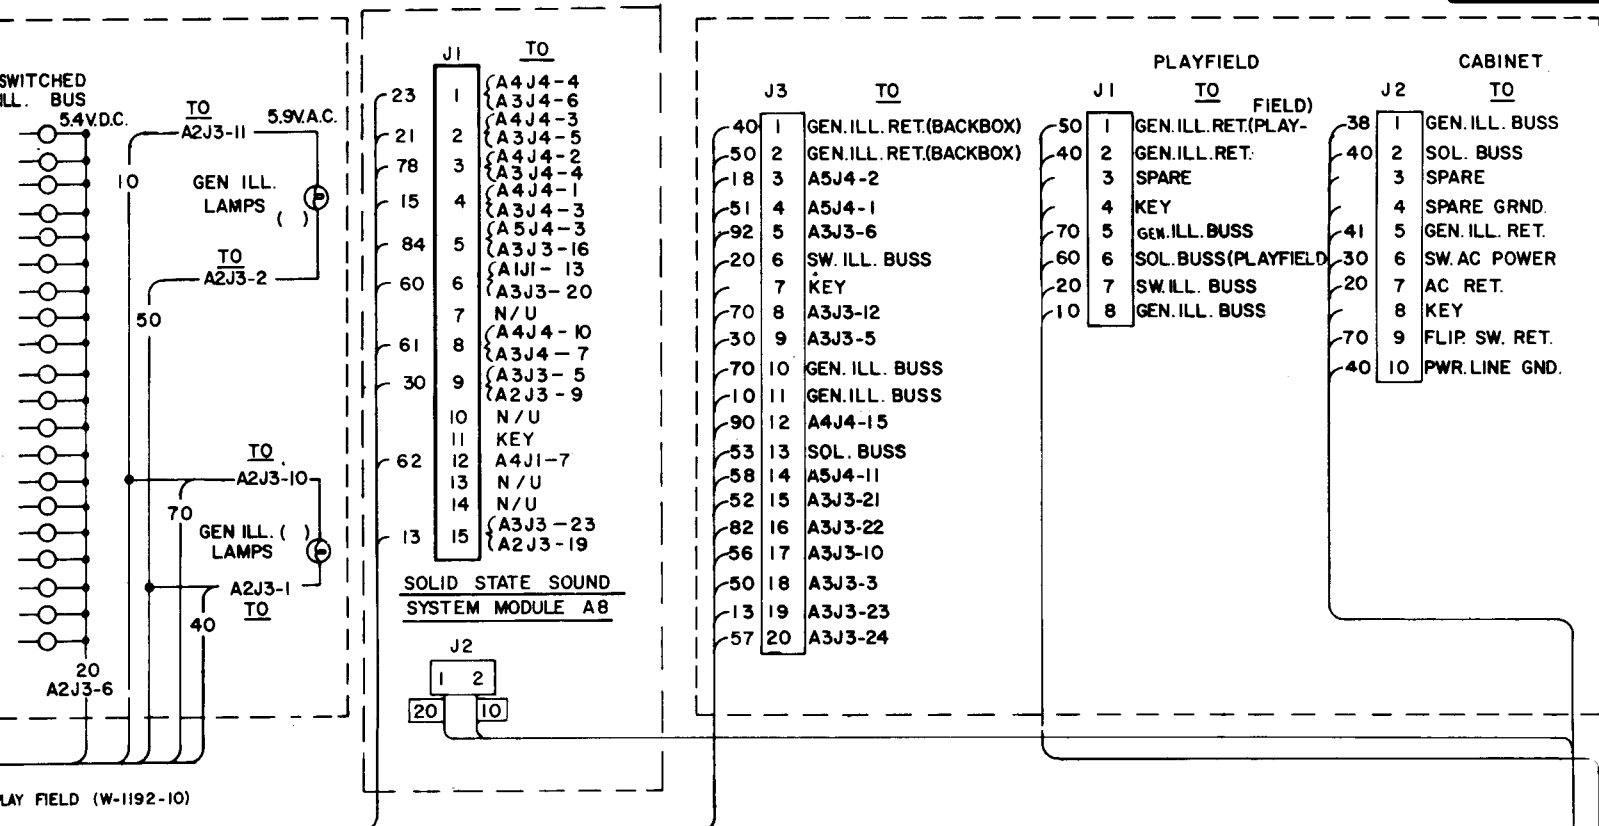 SWITCHED
ILL. BUS
5.4V.D.C.
TO
A2J3-11
5.9V.A.C.
10
GEN ILL.
LAMPS
( )
TO
A2J3-2
50
TO
A2J3-10
70
GEN ILL. ( )
LAMPS
A2J3-1
TO
40
20
A2J3-6
LAY FIELD (W-1192-10)
J1 TO
23 1 A4J4-4
A3J4-6
21 2 A4J4-3
A3J4-5
78 3 A4J4-2
A3J4-4
15 4 A4J4-1
A3J4-3
84 5 A5J4-3
A3J3-16
60 6 A1J1-13
A3J3-20
7 N/U
61 8 A4J4-10
A3J4-7
30 9 A3J3-5
A2J3-9
10 N/U
11 KEY
62 12 A4J1-7
13 N/U
14 N/U
13 15 A3J3-23
A2J3-19
SOLID STATE SOUND
SYSTEM MODULE A8
J2
1 2
20 10
J3 TO
40 1 GEN.ILL.RET.(BACKBOX)
50 2 GEN.ILL.RET.(BACKBOX)
18 3 A5J4-2
51 4 A5J4-1
92 5 A3J3-6
20 6 SW.ILL.BUSS
7 KEY
70 8 A3J3-12
30 9 A3J3-5
70 10 GEN.ILL.BUSS
10 11 GEN.ILL.BUSS
90 12 A4J4-15
53 13 SOL.BUSS
58 14 A5J4-11
52 15 A3J3-21
82 16 A3J3-22
56 17 A3J3-10
50 18 A3J3-3
13 19 A3J3-23
57 20 A3J3-24
PLAYFIELD
J1 TO
FIELD)
50 1 GEN.ILL.RET.(PLAY-
40 2 GEN.ILL.RET.
3 SPARE
4 KEY
70 5 GEN.ILL.BUSS
60 6 SOL.BUSS(PLAYFIELD
20 7 SW.ILL.BUSS
10 8 GEN.ILL.BUSS
CABINET
J2 TO
38 1 GEN.ILL.BUSS
40 2 SOL.BUSS
3 SPARE
4 SPARE GRND.
41 5 GEN.ILL.RET.
30 6 SW.AC POWER
20 7 AC RET.
8 KEY
70 9 FLIP. SW. RET.
40 10 PWR.LINE GND.